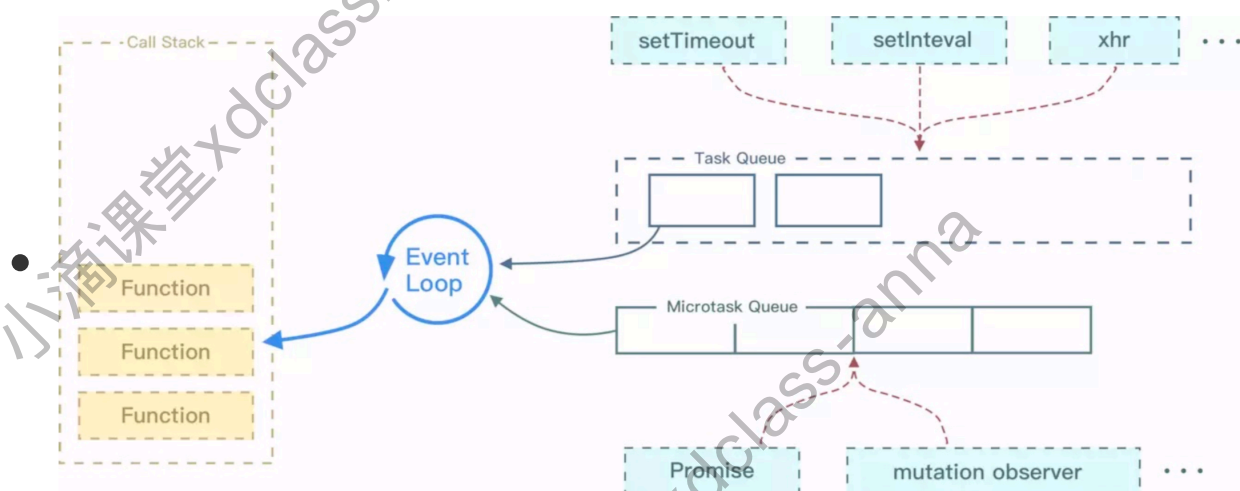 Call Stack
setTimeout
setInteval
xhr
...
Task Queue
Event
Loop
Function
Function
Function
Microtask Queue
Promise
mutation observer
...
小滴课堂xdclass
xdclass-anna